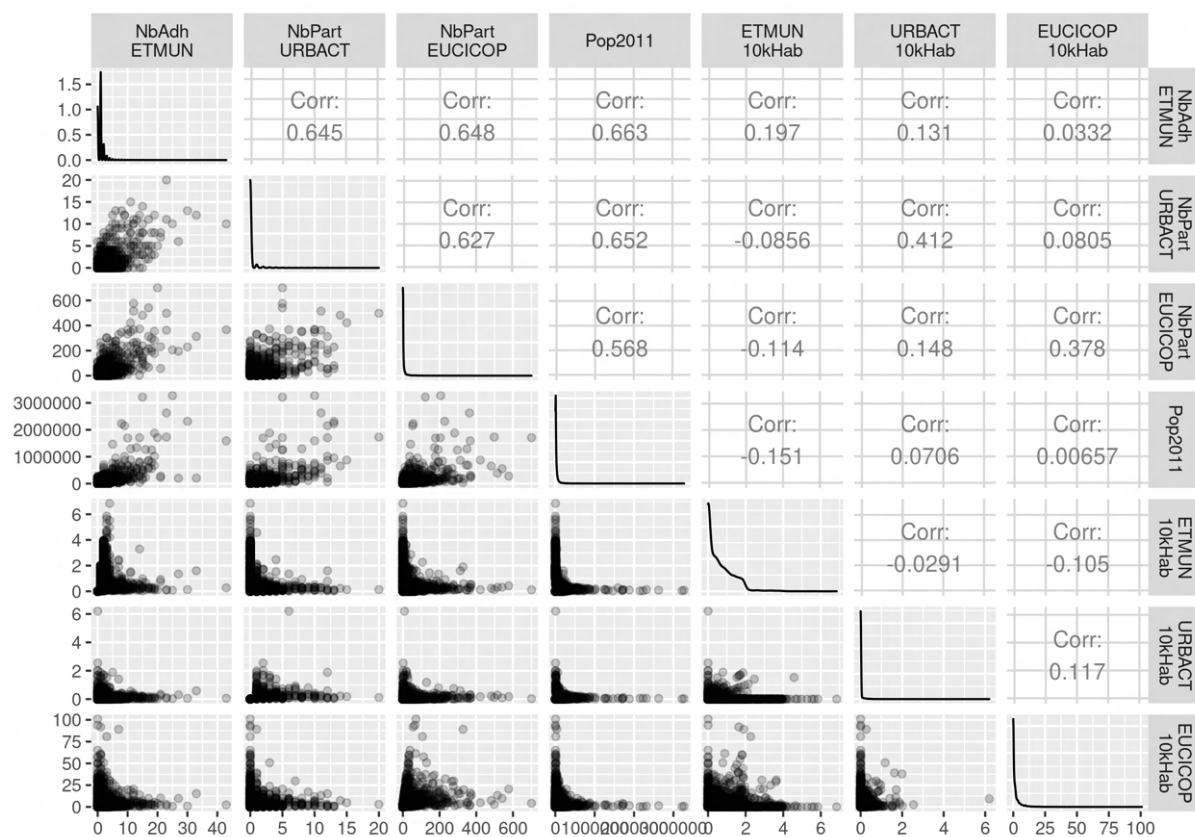 NbAdh
ETMUN
NbPart
URBACT
NbPart
EUCICOP
Pop2011
ETMUN
10kHab
URBACT
10kHab
EUCICOP
10kHab
1.5
1.0
0.5
0.0
Corr:
0.645
Corr:
0.648
Corr:
0.663
Corr:
0.197
Corr:
0.131
Corr:
0.0332
NbAdh
ETMUN
20
15
10
5
0
Corr:
0.627
Corr:
0.652
Corr:
-0.0856
Corr:
0.412
Corr:
0.0805
NbPart
URBACT
600
400
200
0
Corr:
0.568
Corr:
-0.114
Corr:
0.148
Corr:
0.378
NbPart
EUCICOP
3000000
2000000
1000000
0
Corr:
-0.151
Corr:
0.0706
Corr:
0.00657
Pop2011
6
4
2
0
Corr:
-0.0291
Corr:
-0.105
ETMUN
10kHab
6
4
2
0
Corr:
0.117
URBACT
10kHab
100
75
50
25
0
EUCICOP
10kHab
0 10 20 30 40
0 5 10 15 20
0 200 400 600
0 1000000 2000000 3000000
0 2 4 6
0 2 4 6
0 25 50 75 100